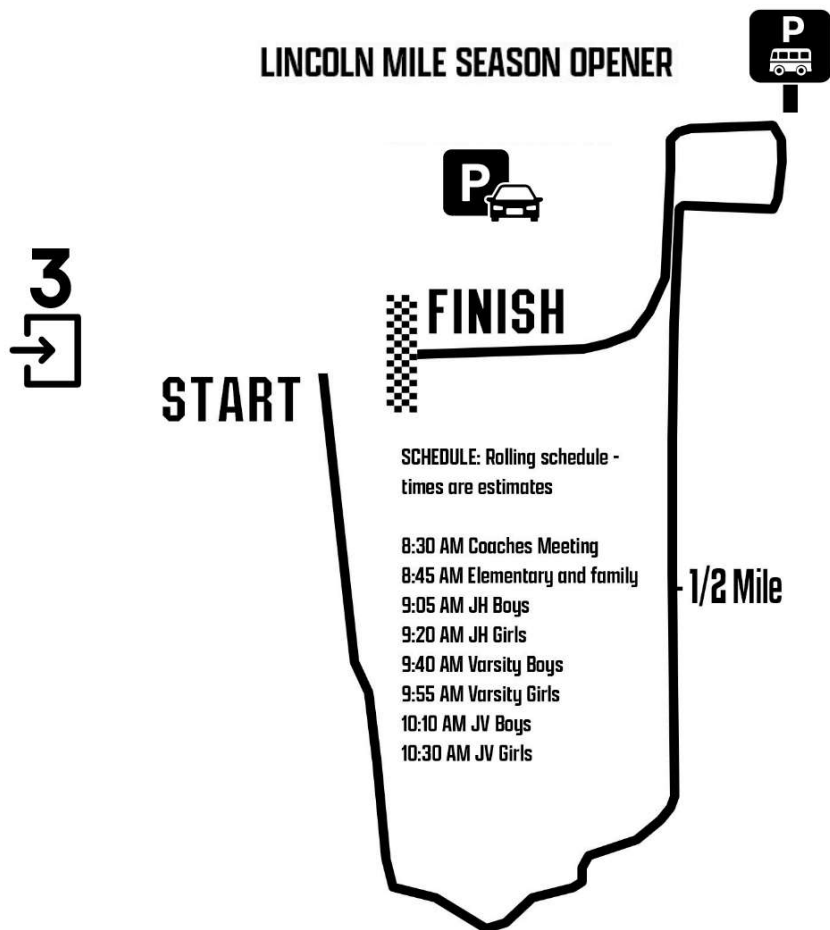 LINCOLN MILE SEASON OPENER
P
P
3
FINISH
START
SCHEDULE: Rolling schedule -
times are estimates
8:30 AM Coaches Meeting
8:45 AM Elementary and family
9:05 AM JH Boys
9:20 AM JH Girls
9:40 AM Varsity Boys
9:55 AM Varsity Girls
10:10 AM JV Boys
10:30 AM JV Girls
1/2 Mile